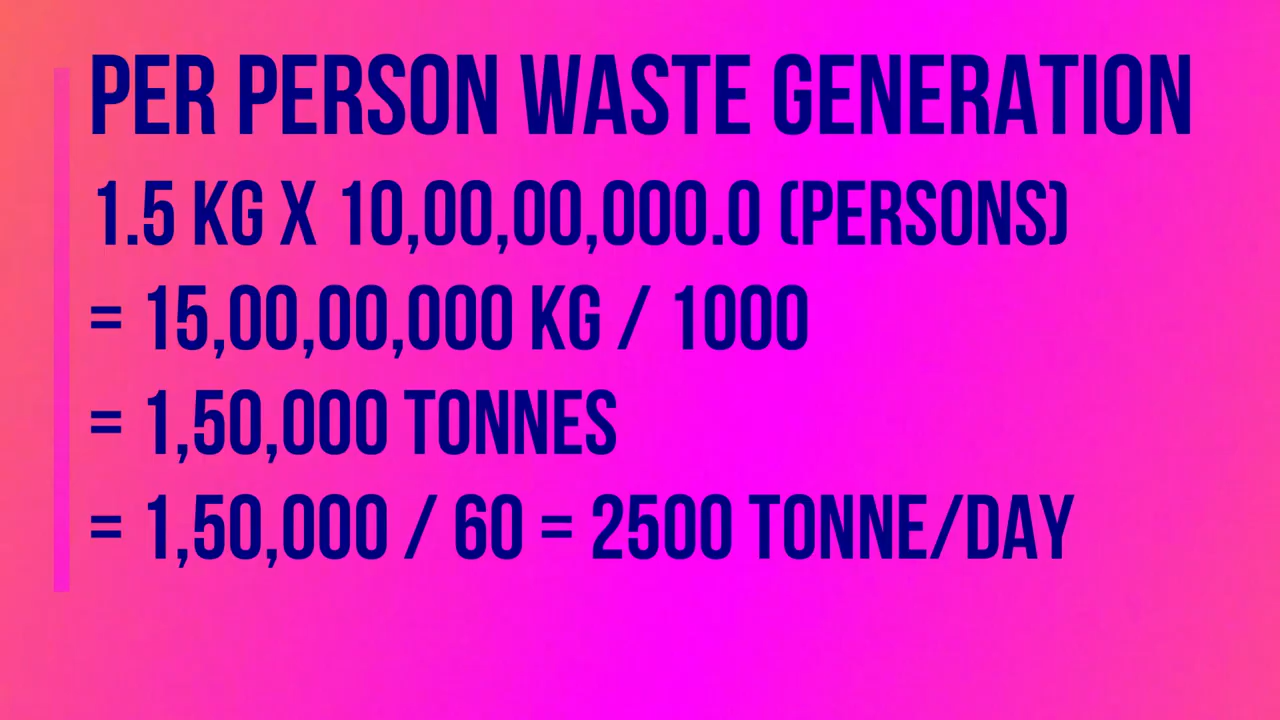 PER PERSON WASTE GENERATION
1.5 KG X 10,00,00,000.0 (PERSONS)
= 15,00,00,000 KG / 1000
= 1,50,000 TONNES
= 1,50,000 / 60 = 2500 TONNE/DAY